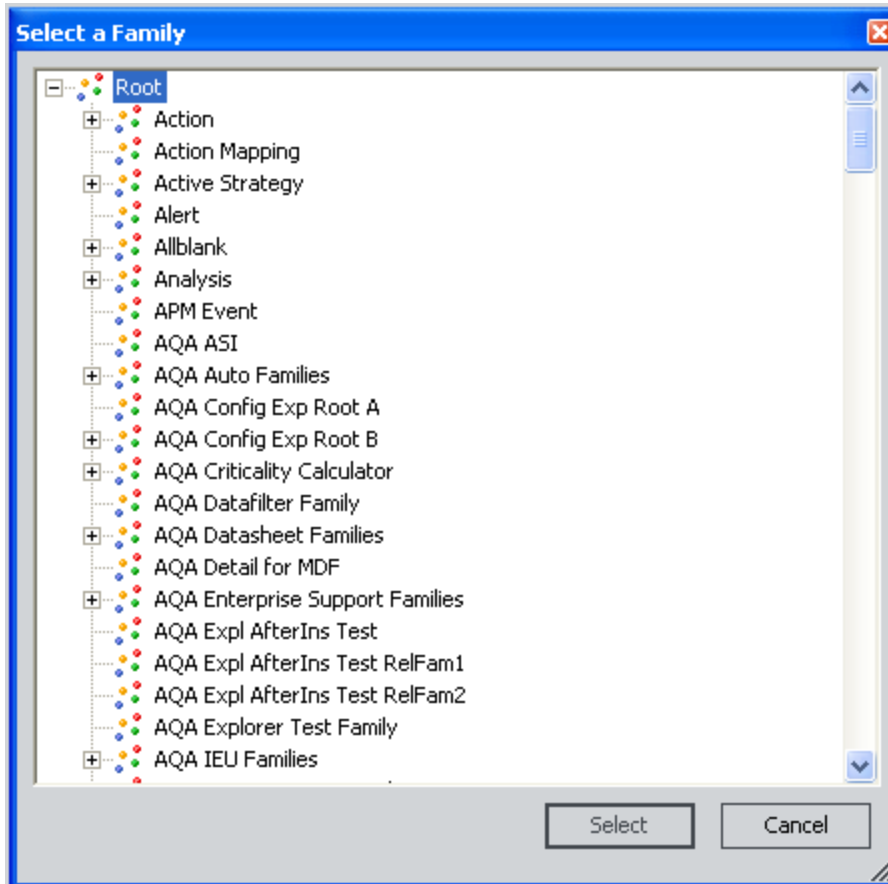 Select a Family
Root
Action
Action Mapping
Active Strategy
Alert
Allblank
Analysis
APM Event
AQA ASI
AQA Auto Families
AQA Config Exp Root A
AQA Config Exp Root B
AQA Criticality Calculator
AQA Datafilter Family
AQA Datasheet Families
AQA Detail for MDF
AQA Enterprise Support Families
AQA Expl AfterIns Test
AQA Expl AfterIns Test RelFam1
AQA Expl AfterIns Test RelFam2
AQA Explorer Test Family
AQA IEU Families
Select Cancel